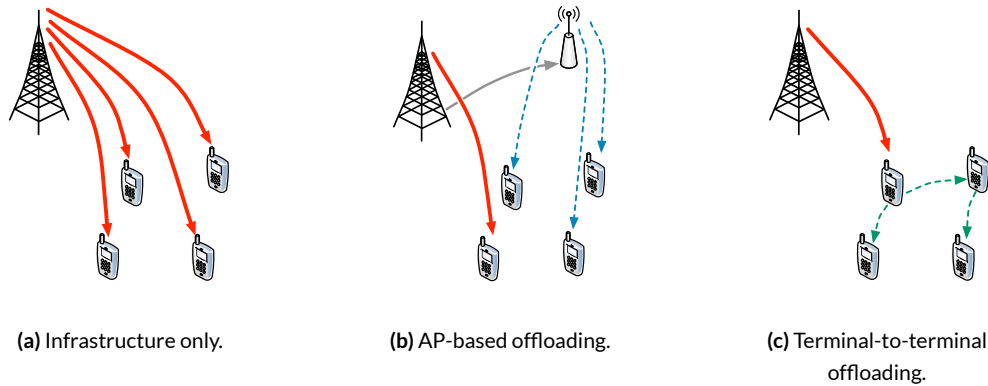 (a) Infrastructure only.
(b) AP-based offloading.
(c) Terminal-to-terminal
offloading.